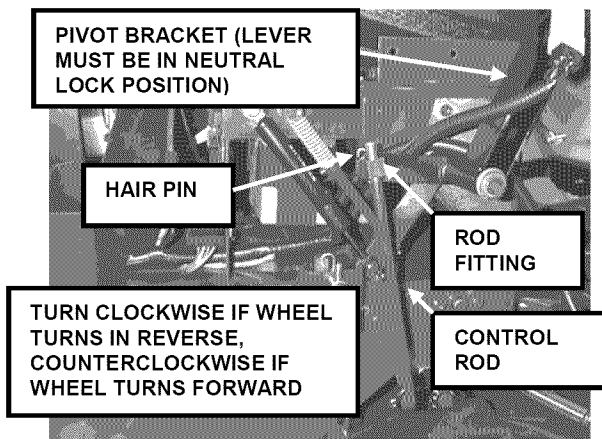 PIVOT BRACKET (LEVER
MUST BE IN NEUTRAL
LOCK POSITION)
HAIR PIN
ROD
FITTING
TURN CLOCKWISE IF WHEEL
TURNS IN REVERSE,
COUNTERCLOCKWISE IF
WHEEL TURNS FORWARD
CONTROL
ROD